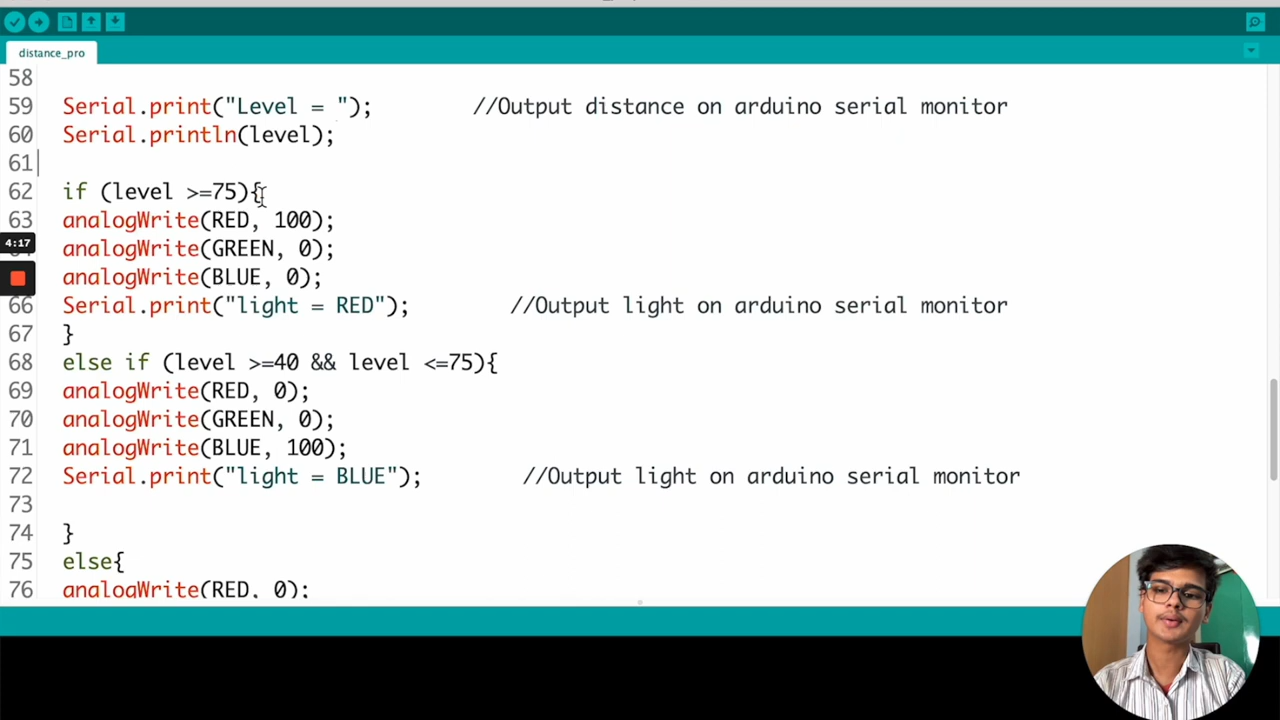 distance_pro
58
59 Serial.print("Level = "); //Output distance on arduino serial monitor
60 Serial.println(level);
61
62 if (level >=75){
63 analogWrite(RED, 100);
4:17
analogWrite(GREEN, 0);
analogWrite(BLUE, 0);
66 Serial.print("light = RED"); //Output light on arduino serial monitor
67 }
68 else if (level >=40 && level <=75){
69 analogWrite(RED, 0);
70 analogWrite(GREEN, 0);
71 analogWrite(BLUE, 100);
72 Serial.print("light = BLUE"); //Output light on arduino serial monitor
73
74 }
75 else{
76 analogWrite(RED, 0);